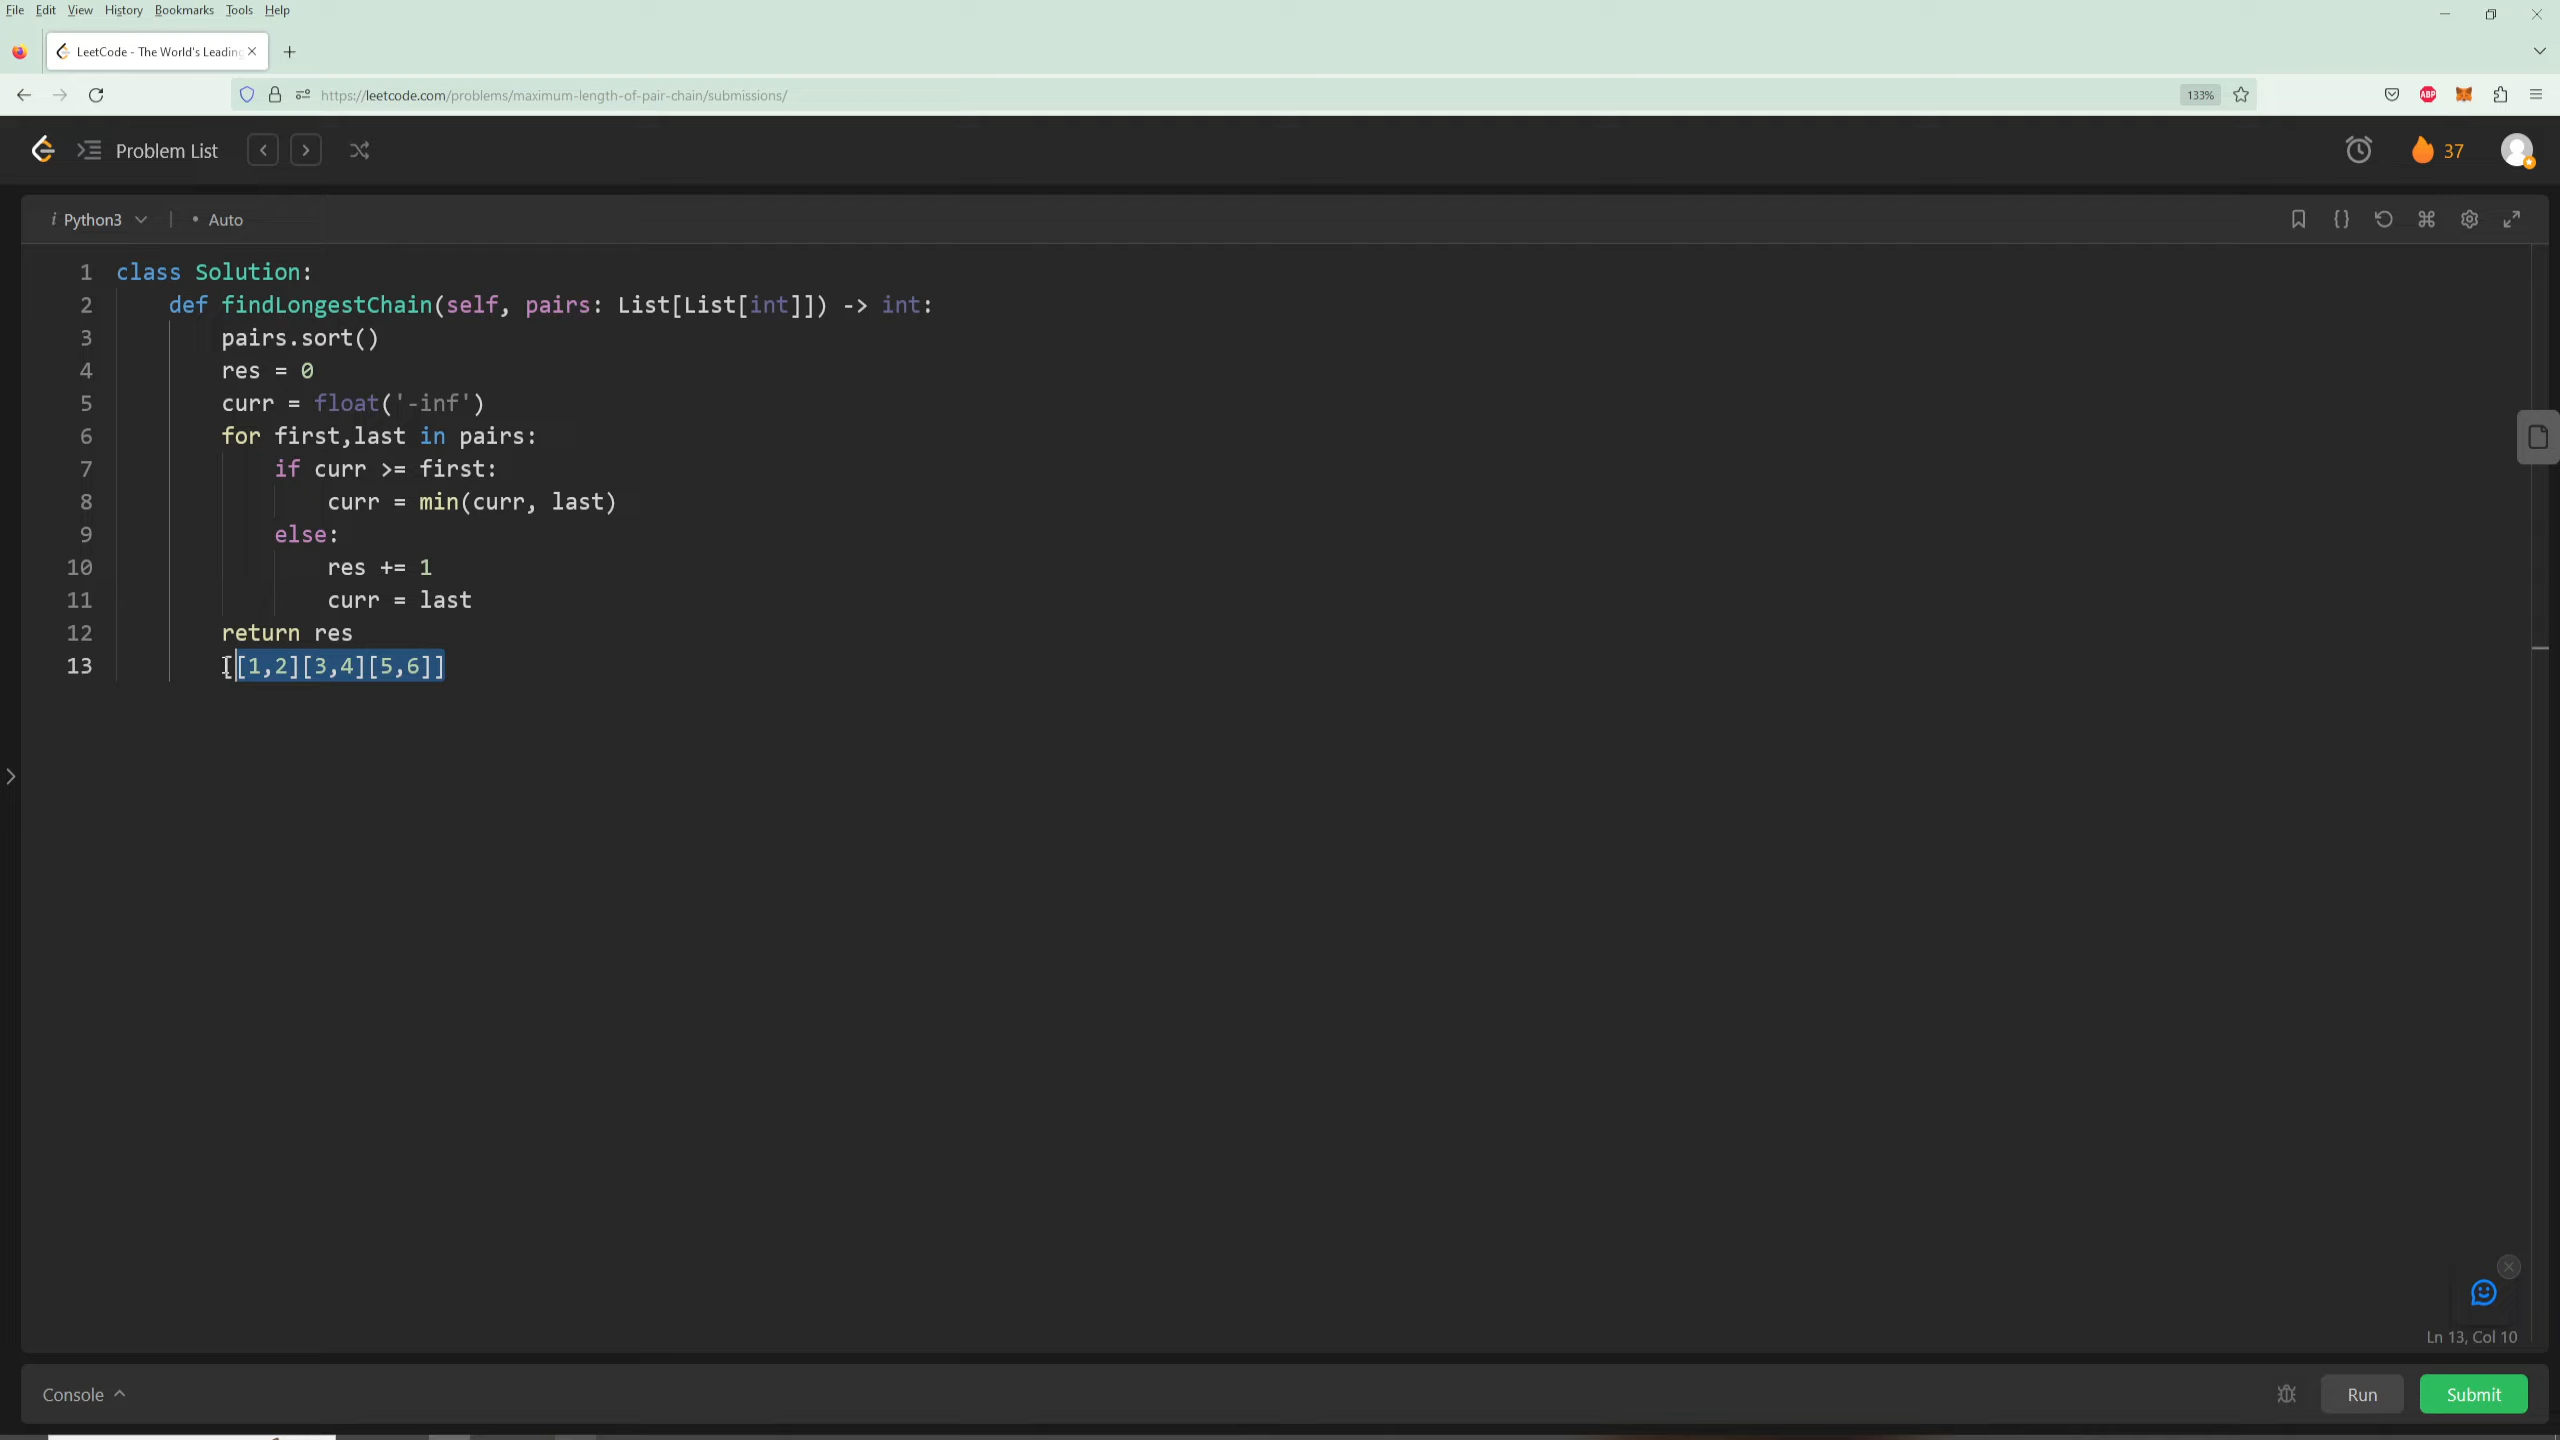 File Edit View History Bookmarks Tools Help
LeetCode - The World's Leading
https://leetcode.com/problems/maximum-length-of-pair-chain/submissions/ 133% ABP
Problem List 37
i Python3 | • Auto
1 class Solution:
2 def findLongestChain(self, pairs: List[List[int]]) -> int:
3 pairs.sort()
4 res = 0
5 curr = float('-inf')
6 for first,last in pairs:
7 if curr >= first:
8 curr = min(curr, last)
9 else:
10 res += 1
11 curr = last
12 return res
13 [[1,2][3,4][5,6]]
Ln 13, Col 10
Console Run Submit